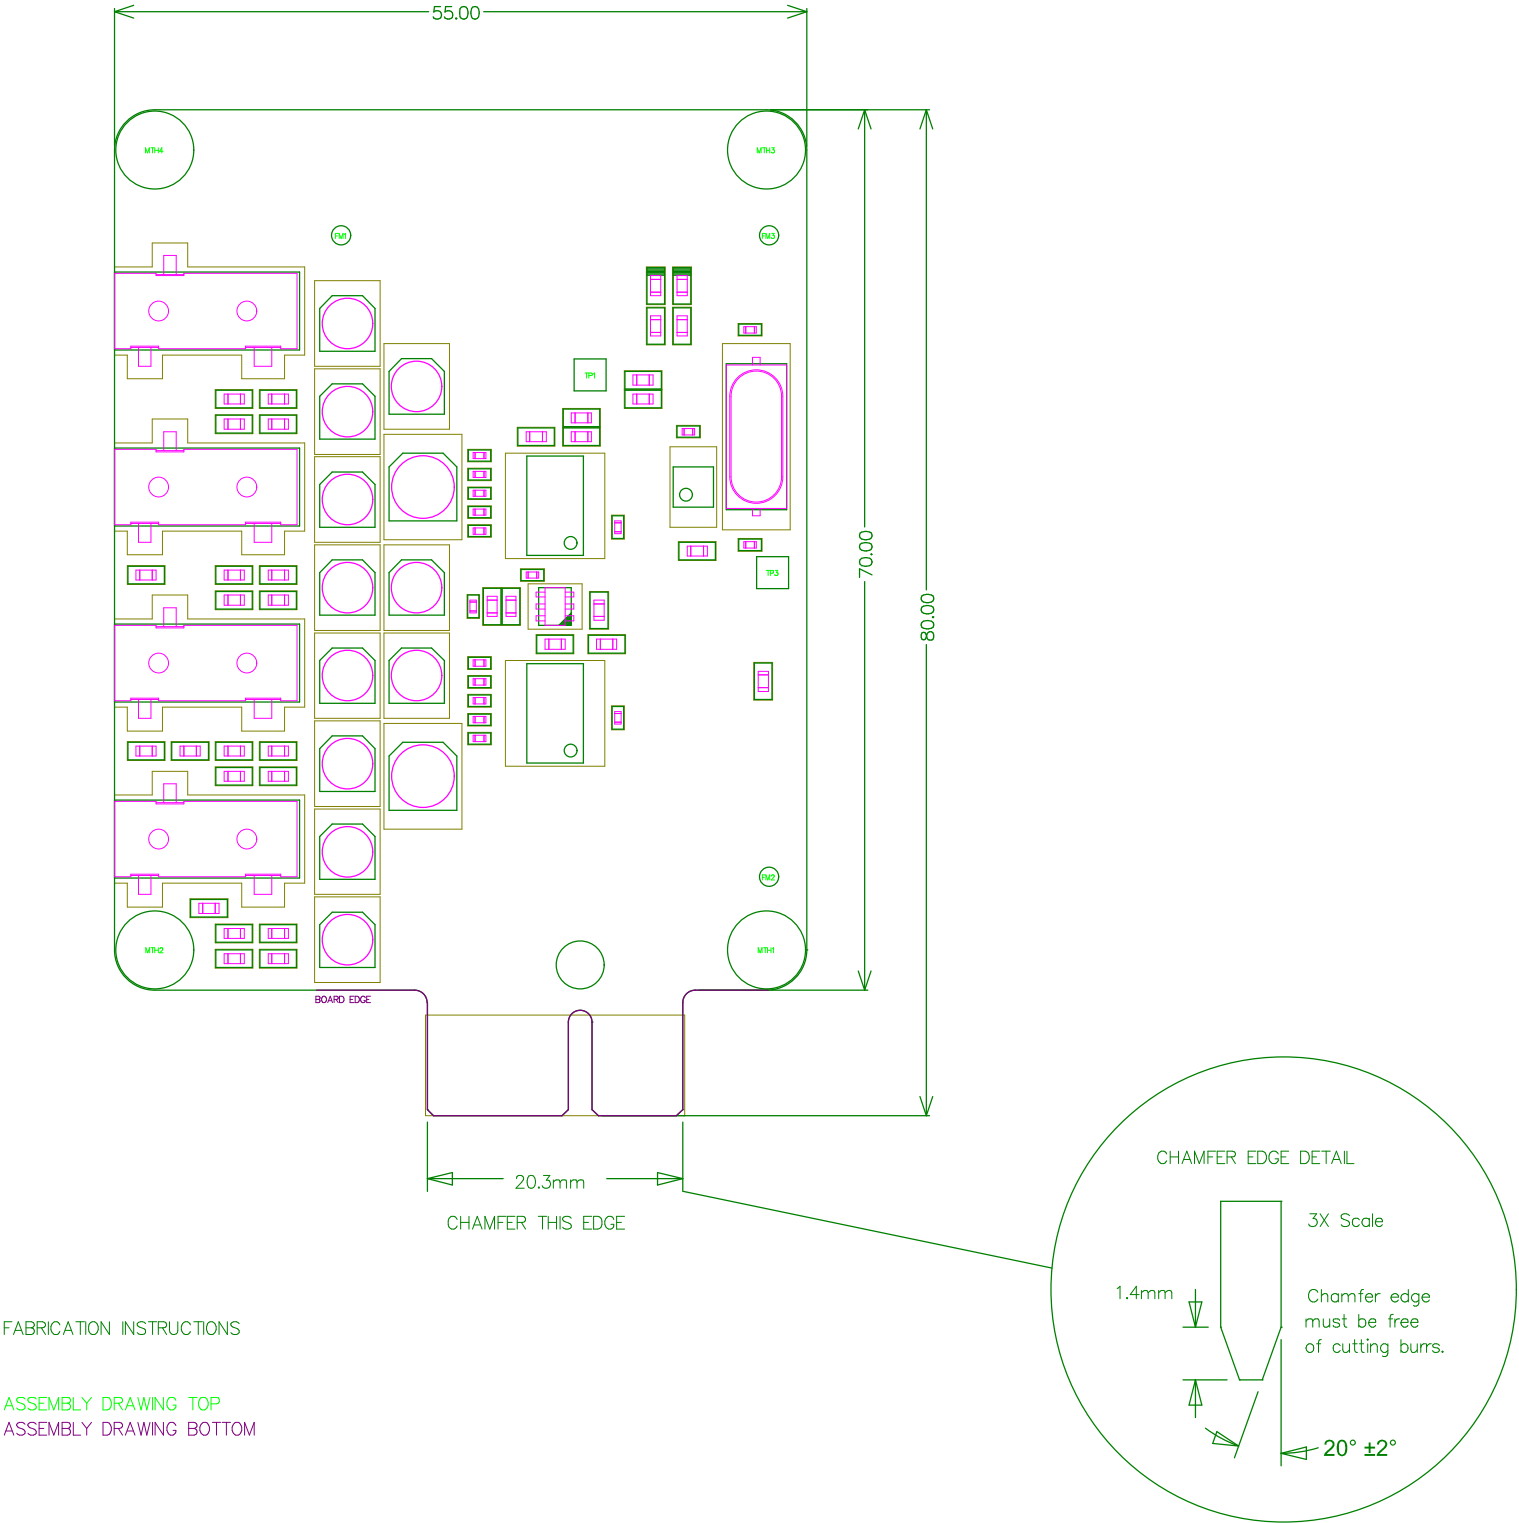 55.00
MTH4
MTH3
FM1
FM3
TP1
70.00
TP3
80.00
FM2
MTH2
MTH1
BOARD EDGE
20.3mm
CHAMFER THIS EDGE
CHAMFER EDGE DETAIL
3X Scale
1.4mm
Chamfer edge
must be free
of cutting burrs.
20° ±2°
FABRICATION INSTRUCTIONS
ASSEMBLY DRAWING TOP
ASSEMBLY DRAWING BOTTOM